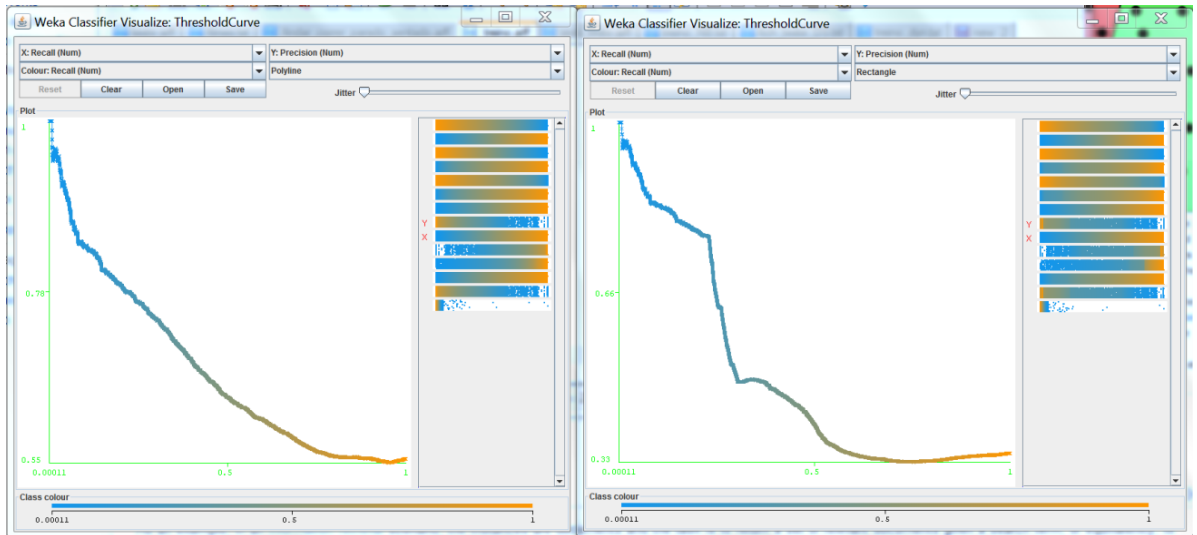 Weka Classifier Visualize: ThresholdCurve
X: Recall (Num)
Y: Precision (Num)
Colour: Recall (Num)
Polyline
Reset
Clear
Open
Save
Jitter
Plot
1
0.78
0.55
0.00011
0.5
1
Y
X
Class colour
0.00011
0.5
1
Weka Classifier Visualize: ThresholdCurve
X: Recall (Num)
Y: Precision (Num)
Colour: Recall (Num)
Rectangle
Reset
Clear
Open
Save
Jitter
Plot
1
0.66
0.33
0.00011
0.5
1
Y
X
Class colour
0.00011
0.5
1